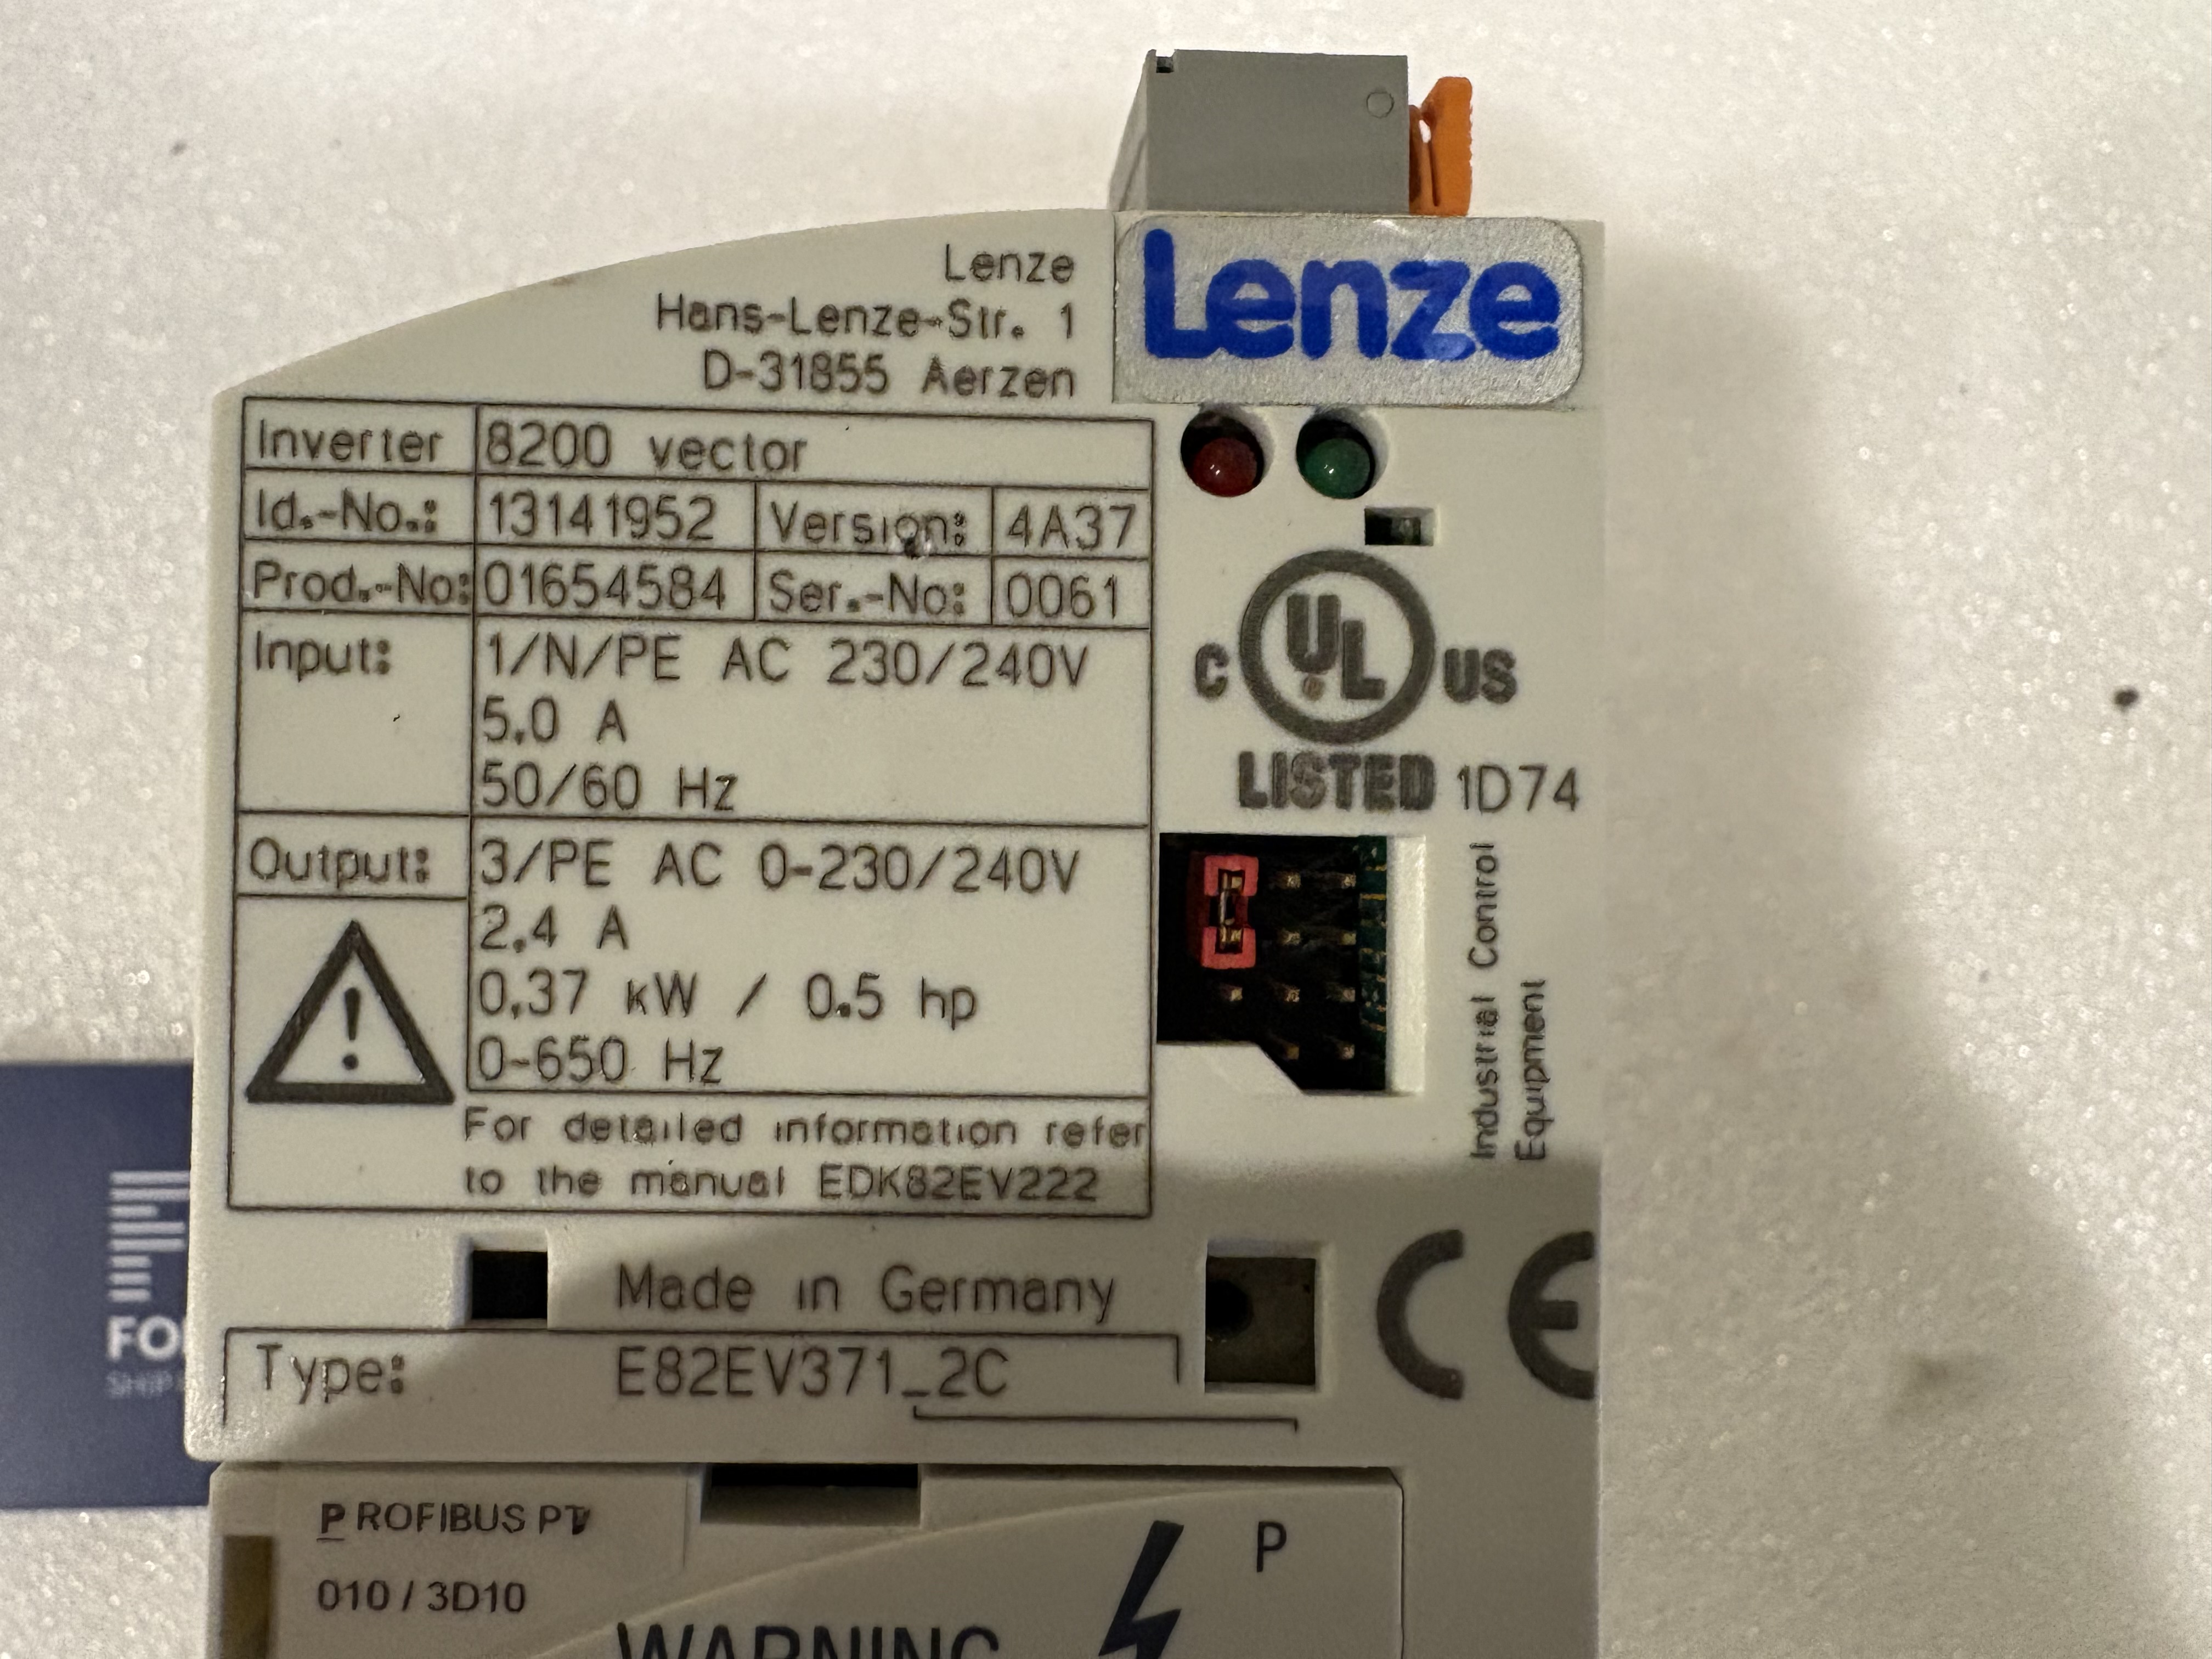 Lenze
Hans-Lenze-Str. 1
D-31855 Aerzen
Lenze
Inverter 8200 vector
Id.-No.: 13141952 Version: 4A37
Prod.-No: 01654584 Ser.-No: 0061
Input: 1/N/PE AC 230/240V
5.0 A
50/60 Hz
Output: 3/PE AC 0-230/240V
2.4 A
0.37 kW / 0.5 hp
0-650 Hz
For detailed information refer
to the manual EDK82EV222
C UL US
LISTED 1D74
Industrial Control
Equipment
Made in Germany
CE
Type: E82EV371_2C
PROFIBUS PT
010 / 3D10
P
WARNING
FO
SHIP